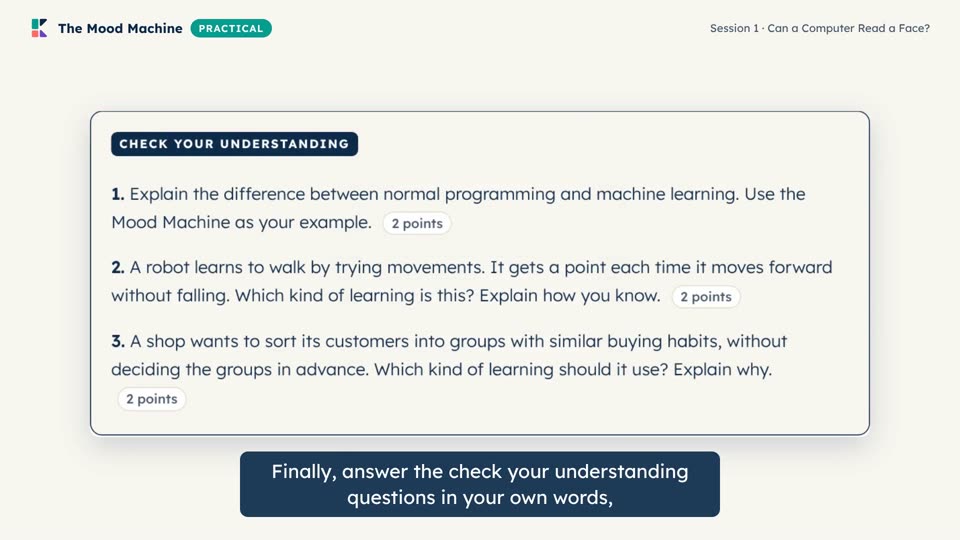 The Mood Machine PRACTICAL
Session 1 · Can a Computer Read a Face?
CHECK YOUR UNDERSTANDING
1. Explain the difference between normal programming and machine learning. Use the
Mood Machine as your example. 2 points
2. A robot learns to walk by trying movements. It gets a point each time it moves forward
without falling. Which kind of learning is this? Explain how you know. 2 points
3. A shop wants to sort its customers into groups with similar buying habits, without
deciding the groups in advance. Which kind of learning should it use? Explain why.
2 points
Finally, answer the check your understanding
questions in your own words,